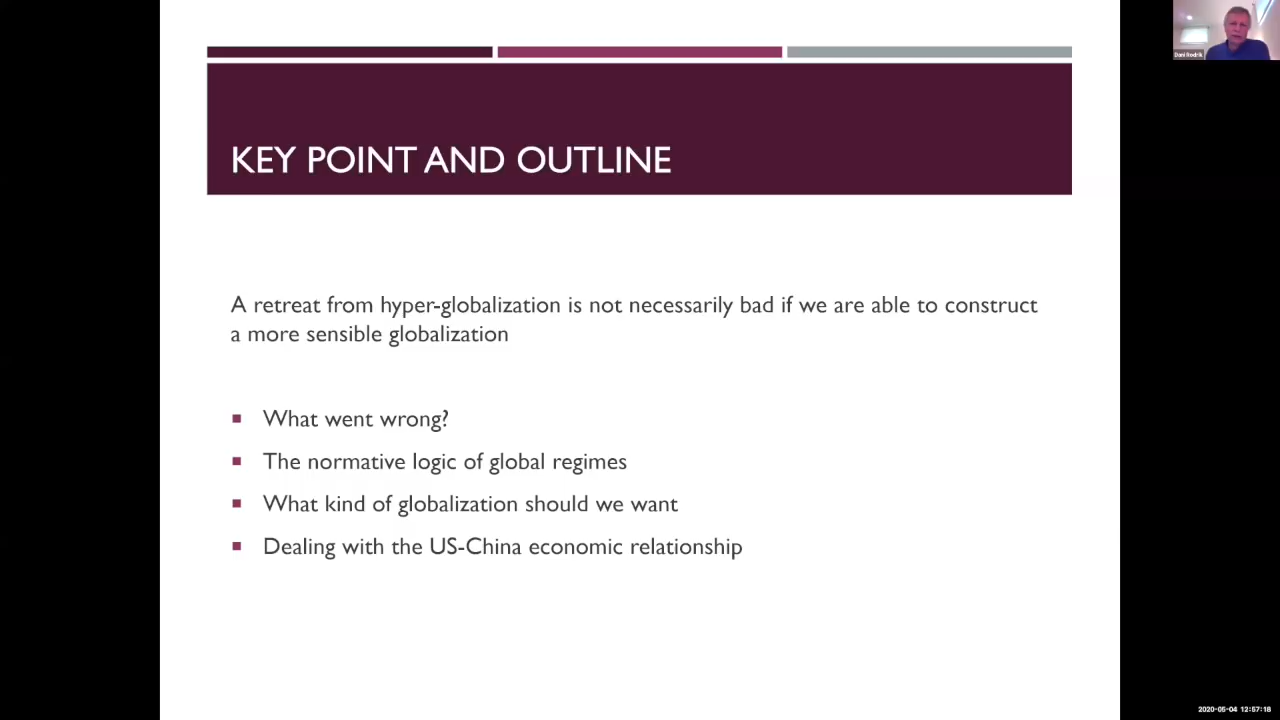 Dani Rodrik
KEY POINT AND OUTLINE
A retreat from hyper-globalization is not necessarily bad if we are able to construct
a more sensible globalization
What went wrong?
The normative logic of global regimes
What kind of globalization should we want
Dealing with the US-China economic relationship
2020-05-04 12:57:18